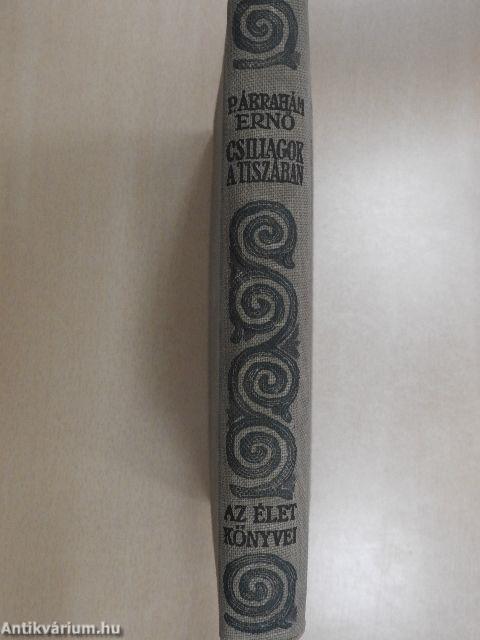 P. ÁBRAHÁM
ERNŐ
CSILLAGOK
A TISZÁBAN
AZ ÉLET
KÖNYVEI
Antikvárium.hu